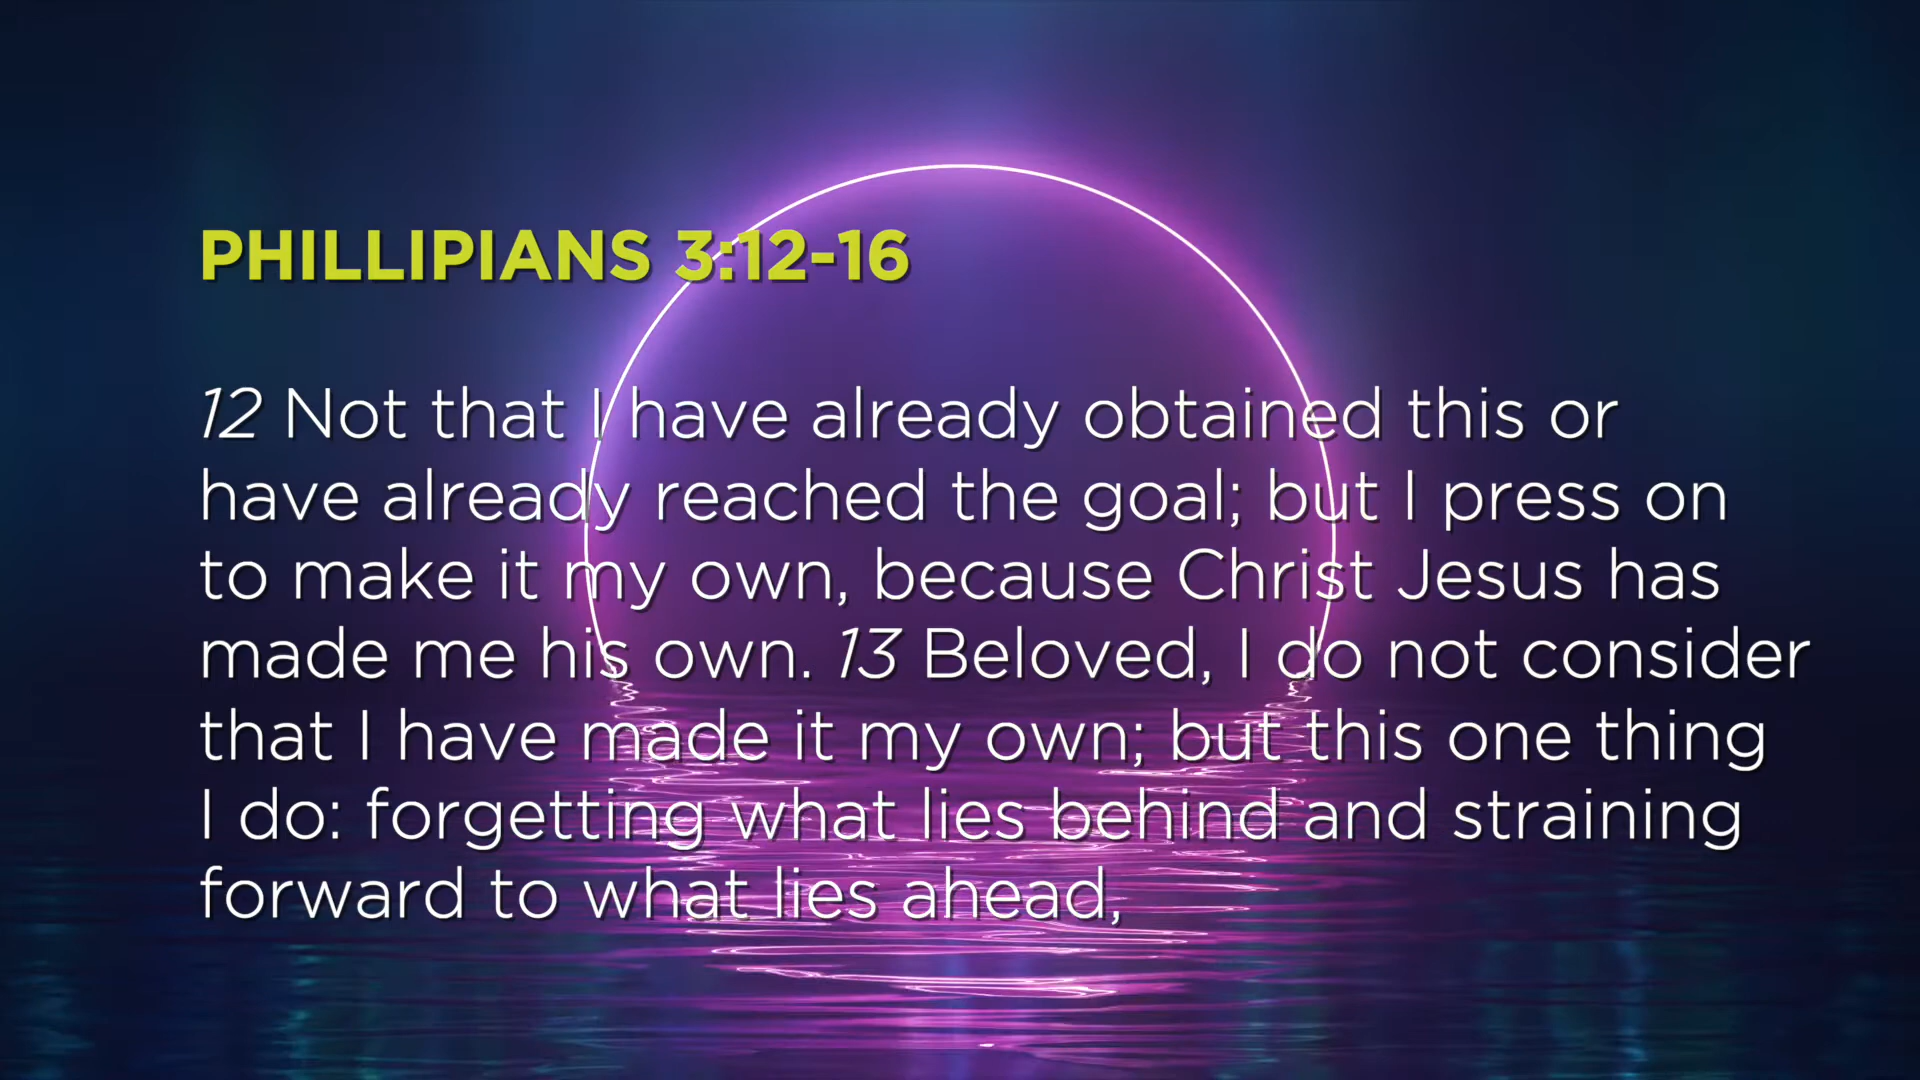 PHILLIPIANS 3:12-16
12 Not that I have already obtained this or
have already reached the goal; but I press on
to make it my own, because Christ Jesus has
made me his own. 13 Beloved, I do not consider
that I have made it my own; but this one thing
I do: forgetting what lies behind and straining
forward to what lies ahead,